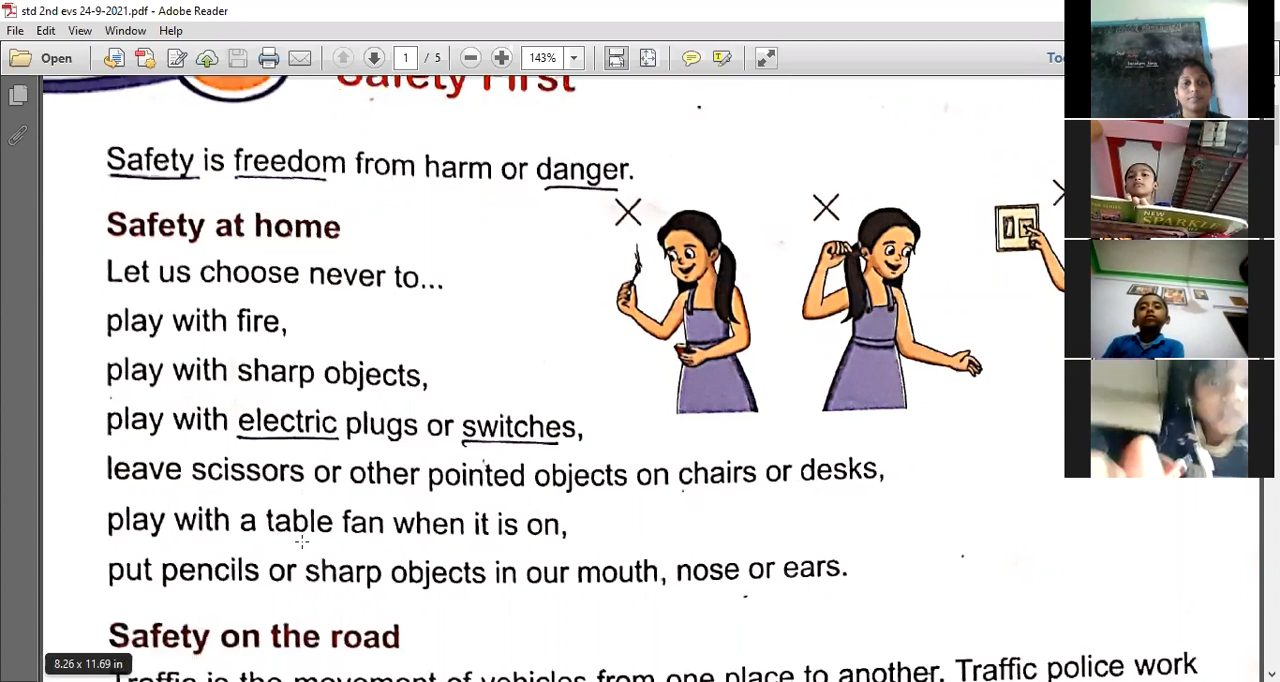 std 2nd evs 24-9-2021.pdf - Adobe Reader
File Edit View Window Help
Open 1 / 5 143%
Safety First
Safety is freedom from harm or danger.
Safety at home
Let us choose never to...
play with fire,
play with sharp objects,
play with electric plugs or switches,
leave scissors or other pointed objects on chairs or desks,
play with a table fan when it is on,
put pencils or sharp objects in our mouth, nose or ears.
Safety on the road
8.26 x 11.69 in
Traffic is the movement of vehicles from one place to another. Traffic police work
NEW
SPARKLE